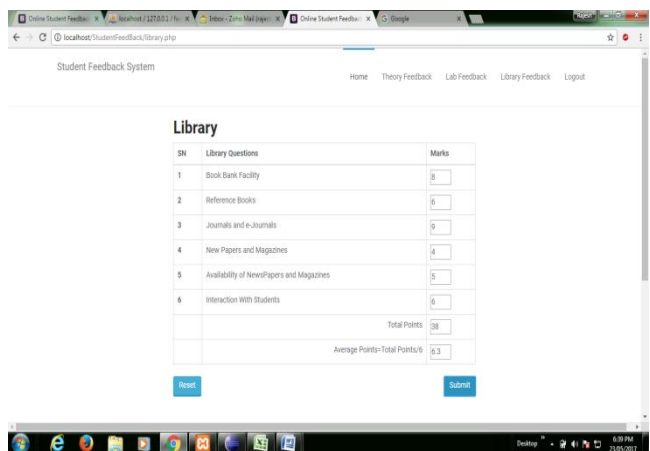 Online Student Feedbac
localhost / 127.0.0.1 /
Inbox - Zoho Mail
Online Student Feedbac
Google
Rajesh
localhost/StudentFeedBack/library.php
Student Feedback System
Home Theory Feedback Lab Feedback Library Feedback Logout
Library
SN Library Questions Marks
1 Book Bank Facility 8
2 Reference Books 6
3 Journals and e-Journals 9
4 New Papers and Magazines 4
5 Availability of NewsPapers and Magazines 5
6 Interaction With Students 6
Total Points 38
Average Points=Total Points/6 6.3
Reset Submit
Desktop 6:39 PM
23/05/2017